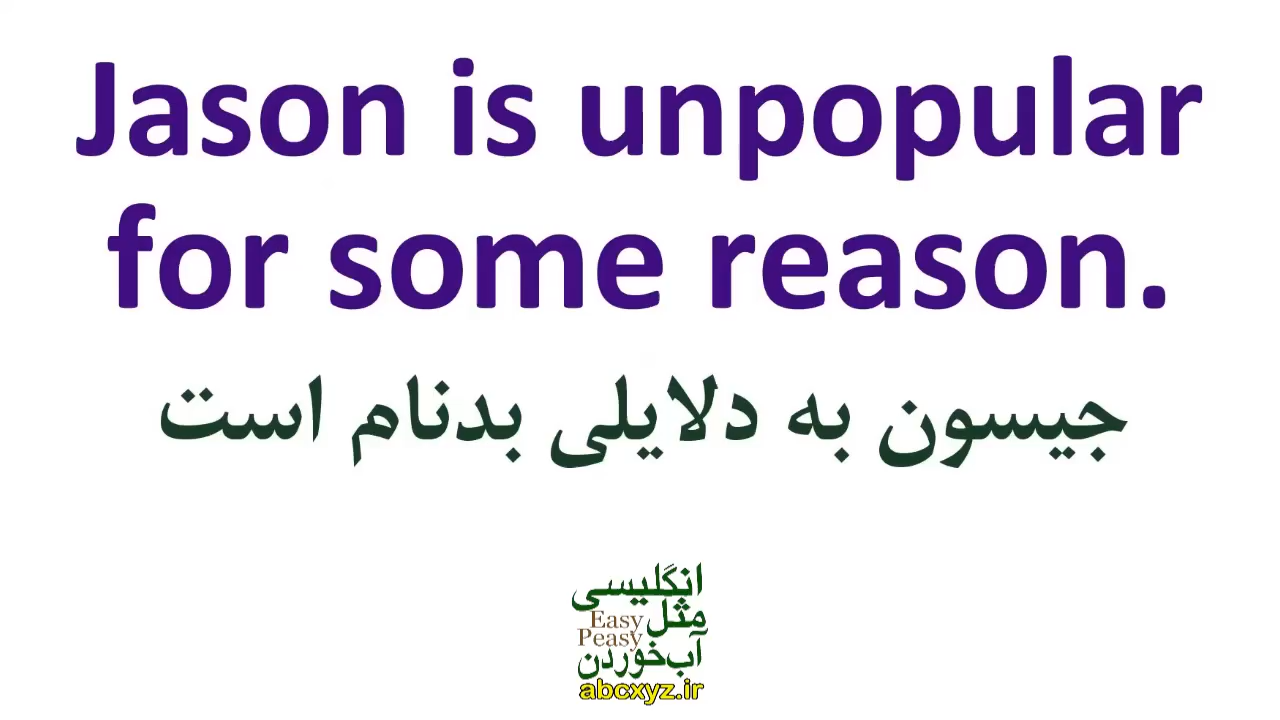 Jason is unpopular
for some reason.
جیسون به دلایلی بدنام است
انگلیسی
مثل Easy
Peasy
آب‌خوردن
abcxyz.ir